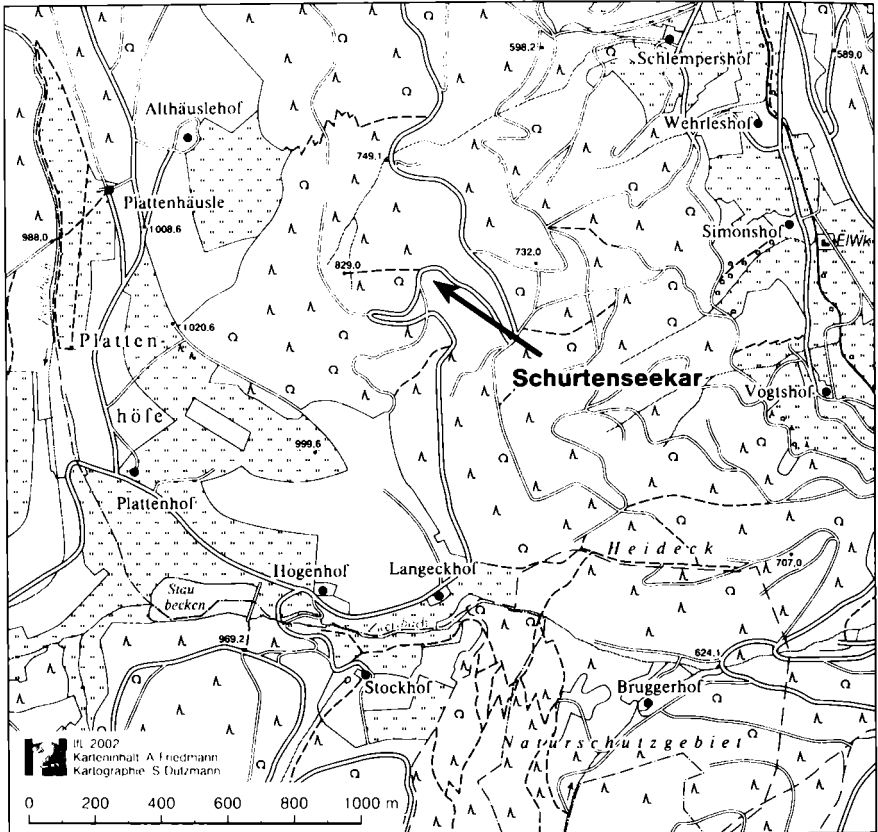 598.2
Schlempershof
589.0
Althäuslehof
Wehrleshof
749.1
Plattenhäusle
988.0
1008.6
Simonshof
E1Wk
732.0
829.0
1020.6
Platten
Schurtenseekar
Vogtshof
höfe
999.6
Plattenhof
Heideck
707.0
Hogenhof
Langeckhof
Stau
becken
Zweribach
969.2
624.1
Stockhof
Bruggerhof
Naturschutzgebiet
IfL 2002
Karteninhalt A. Friedmann
Kartographie S. Dutzmann
0 200 400 600 800 1000 m